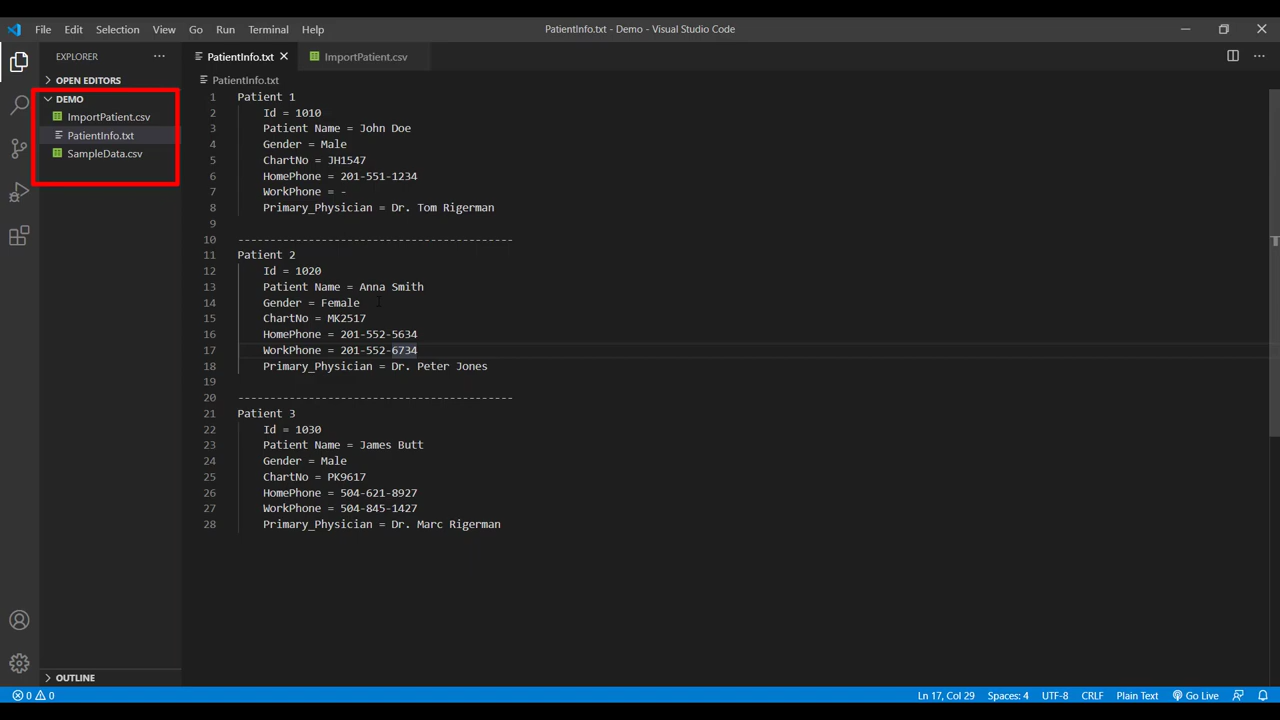 File Edit Selection View Go Run Terminal Help PatientInfo.txt - Demo - Visual Studio Code
EXPLORER
PatientInfo.txt ImportPatient.csv
OPEN EDITORS
DEMO
ImportPatient.csv
PatientInfo.txt
SampleData.csv
OUTLINE
PatientInfo.txt
1 Patient 1
2 Id = 1010
3 Patient Name = John Doe
4 Gender = Male
5 ChartNo = JH1547
6 HomePhone = 201-551-1234
7 WorkPhone = -
8 Primary_Physician = Dr. Tom Rigerman
9
10 -------------------------------------------
11 Patient 2
12 Id = 1020
13 Patient Name = Anna Smith
14 Gender = Female
15 ChartNo = MK2517
16 HomePhone = 201-552-5634
17 WorkPhone = 201-552-6734
18 Primary_Physician = Dr. Peter Jones
19
20 -------------------------------------------
21 Patient 3
22 Id = 1030
23 Patient Name = James Butt
24 Gender = Male
25 ChartNo = PK9617
26 HomePhone = 504-621-8927
27 WorkPhone = 504-845-1427
28 Primary_Physician = Dr. Marc Rigerman
0 0 Ln 17, Col 29 Spaces: 4 UTF-8 CRLF Plain Text Go Live